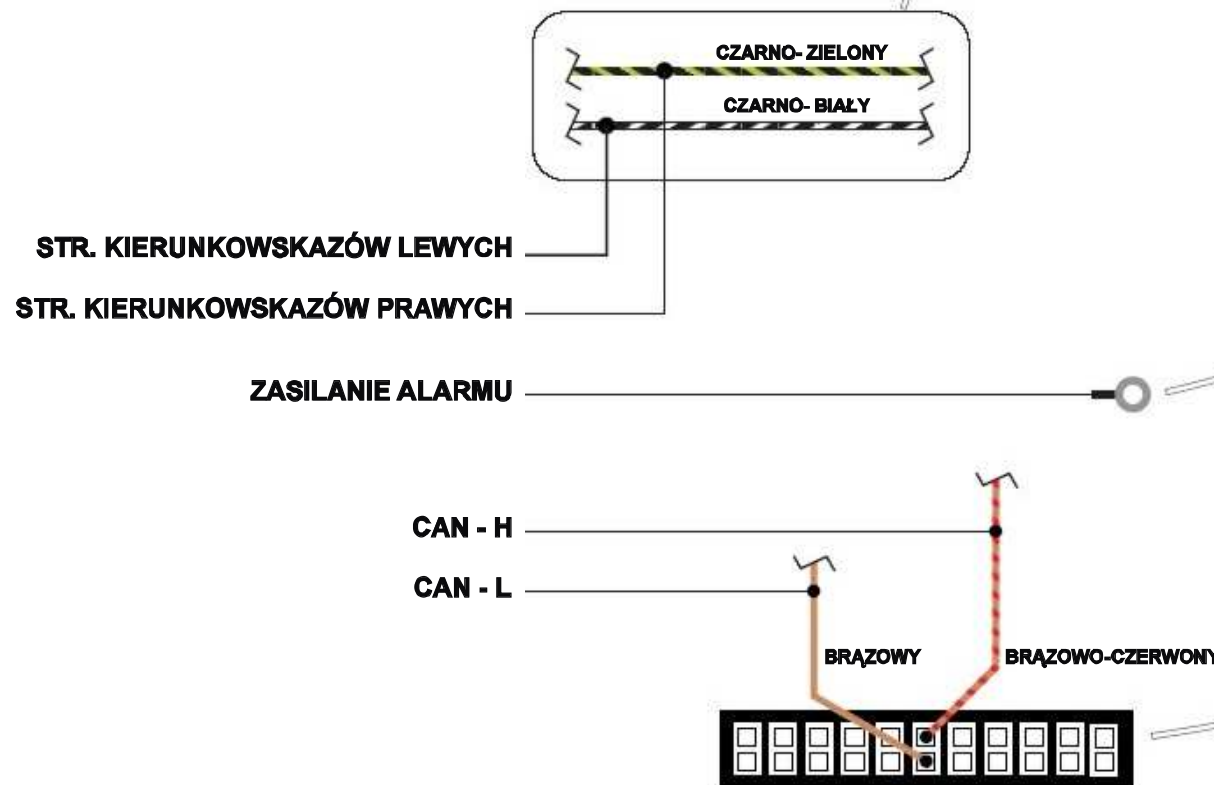 CZARNO- ZIELONY
CZARNO- BIAŁY
STR. KIERUNKOWSKAZÓW LEWYCH
STR. KIERUNKOWSKAZÓW PRAWYCH
ZASILANIE ALARMU
CAN - H
CAN - L
BRĄZOWY
BRĄZOWO-CZERWONY